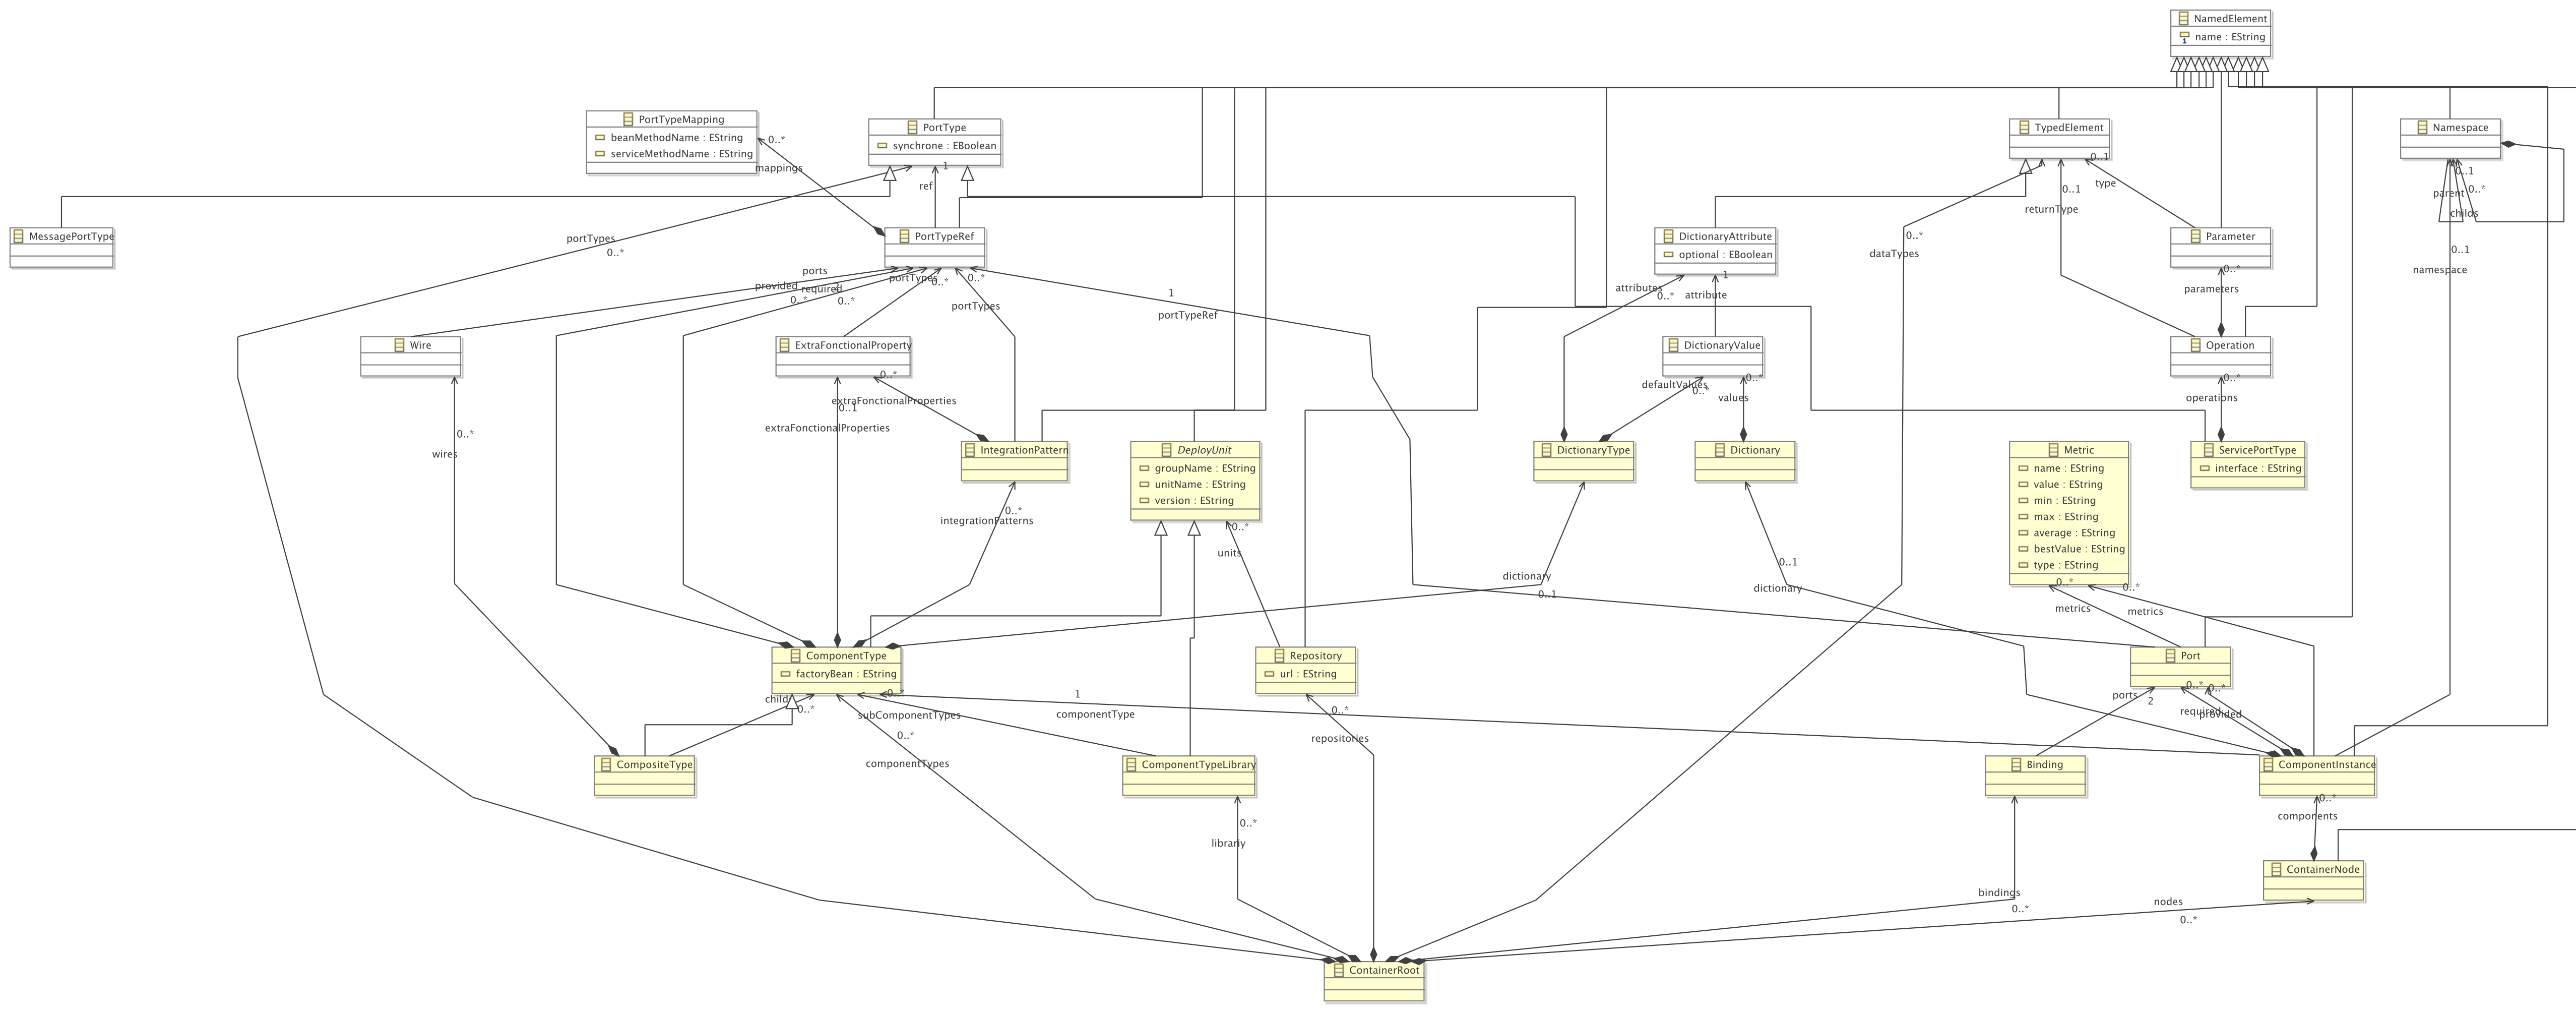 NamedElement
name : EString
PortTypeMapping
beanMethodName : EString
serviceMethodName : EString
PortType
synchrone : EBoolean
TypedElement
Namespace
0..*
mappings
1
ref
0..1
type
0..1
parent
0..*
childs
0..1
returnType
MessagePortType
PortTypeRef
DictionaryAttribute
optional : EBoolean
Parameter
portTypes
0..*
0..*
dataTypes
0..1
namespace
ports
provided
required
2
0..*
0..*
portTypes
0..*
0..*
portTypes
1
portTypeRef
attributes
0..*
1
attribute
0..*
parameters
Wire
ExtraFonctionalProperty
DictionaryValue
Operation
0..*
extraFonctionalProperties
0..1
extraFonctionalProperties
defaultValues
0..*
0..*
values
0..*
operations
0..*
wires
IntegrationPattern
DeployUnit
groupName : EString
unitName : EString
version : EString
DictionaryType
Dictionary
Metric
name : EString
value : EString
min : EString
max : EString
average : EString
bestValue : EString
type : EString
ServicePortType
interface : EString
0..*
integrationPatterns
0..*
units
dictionary
0..1
0..1
dictionary
0..*
metrics
0..*
metrics
ComponentType
factoryBean : EString
Repository
url : EString
Port
child
0..*
0..*
subComponentTypes
0..*
componentTypes
1
componentType
0..*
repositories
ports
2
0..*
0..*
required
provided
CompositeType
ComponentTypeLibrary
Binding
ComponentInstance
0..*
librariy
0..*
components
ContainerNode
bindings
0..*
nodes
0..*
ContainerRoot